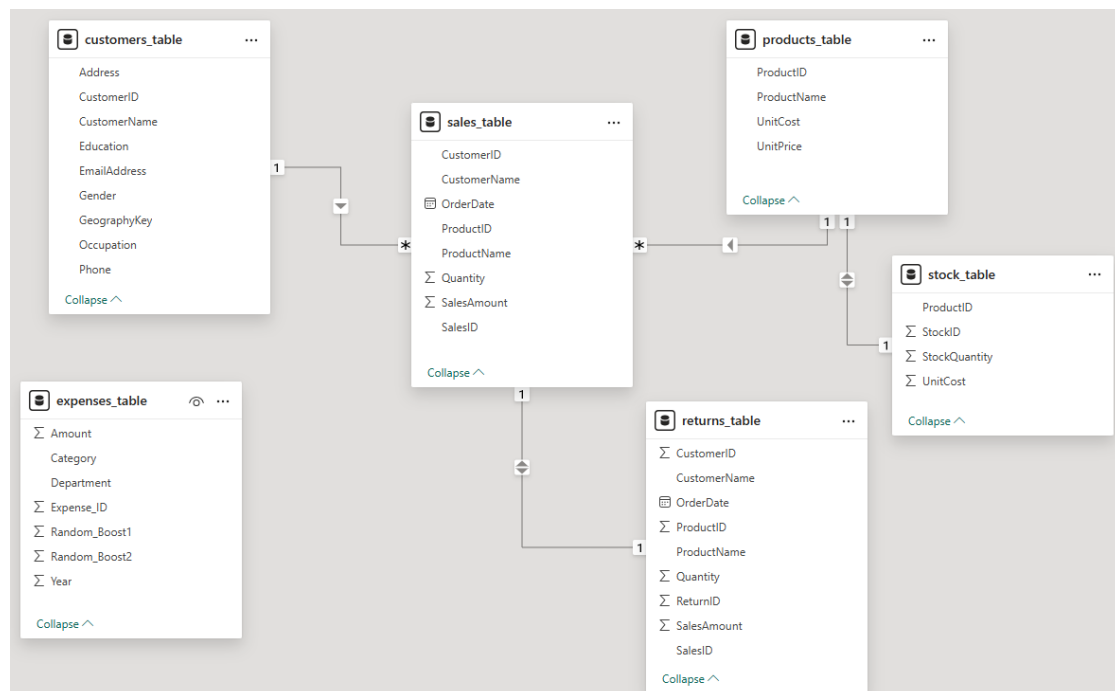 customers_table ...
Address
CustomerID
CustomerName
Education
EmailAddress
Gender
GeographyKey
Occupation
Phone
Collapse
1
*
sales_table ...
CustomerID
CustomerName
OrderDate
ProductID
ProductName
Σ Quantity
Σ SalesAmount
SalesID
Collapse
1
*
products_table ...
ProductID
ProductName
UnitCost
UnitPrice
Collapse
1
1
stock_table ...
ProductID
Σ StockID
Σ StockQuantity
Σ UnitCost
Collapse
1
expenses_table ...
Σ Amount
Category
Department
Σ Expense_ID
Σ Random_Boost1
Σ Random_Boost2
Σ Year
Collapse
returns_table ...
Σ CustomerID
CustomerName
OrderDate
Σ ProductID
ProductName
Σ Quantity
Σ ReturnID
Σ SalesAmount
SalesID
Collapse
1